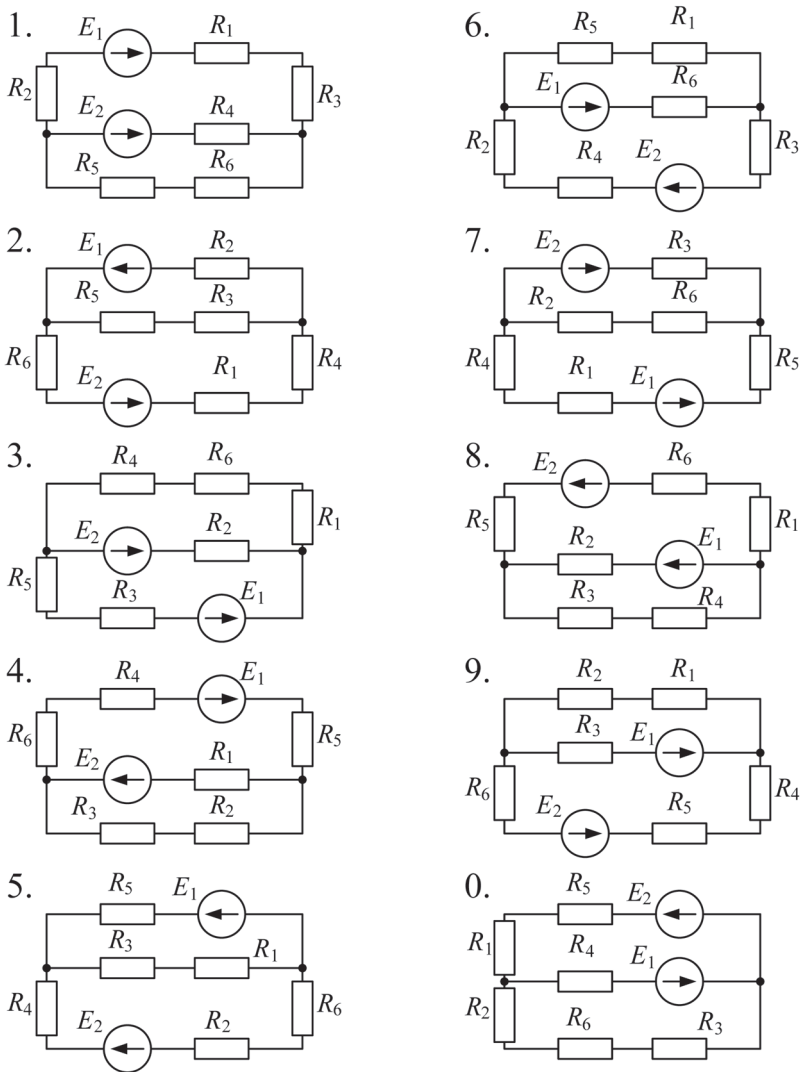 1.
E1 R1
R2 R3
E2 R4
R5 R6
2.
E1 R2
R5 R3
R6 R4
E2 R1
3.
R4 R6
R1
E2 R2
R5
R3 E1
4.
R4 E1
R6 R5
E2 R1
R3 R2
5.
R5 E1
R3 R1
R4 R6
E2 R2
6.
R5 R1
E1 R6
R2 R3
R4 E2
7.
E2 R3
R2 R6
R4 R5
R1 E1
8.
E2 R6
R5 R1
R2 E1
R3 R4
9.
R2 R1
R3 E1
R6 R4
E2 R5
0.
R5 E2
R1
R4 E1
R2
R6 R3